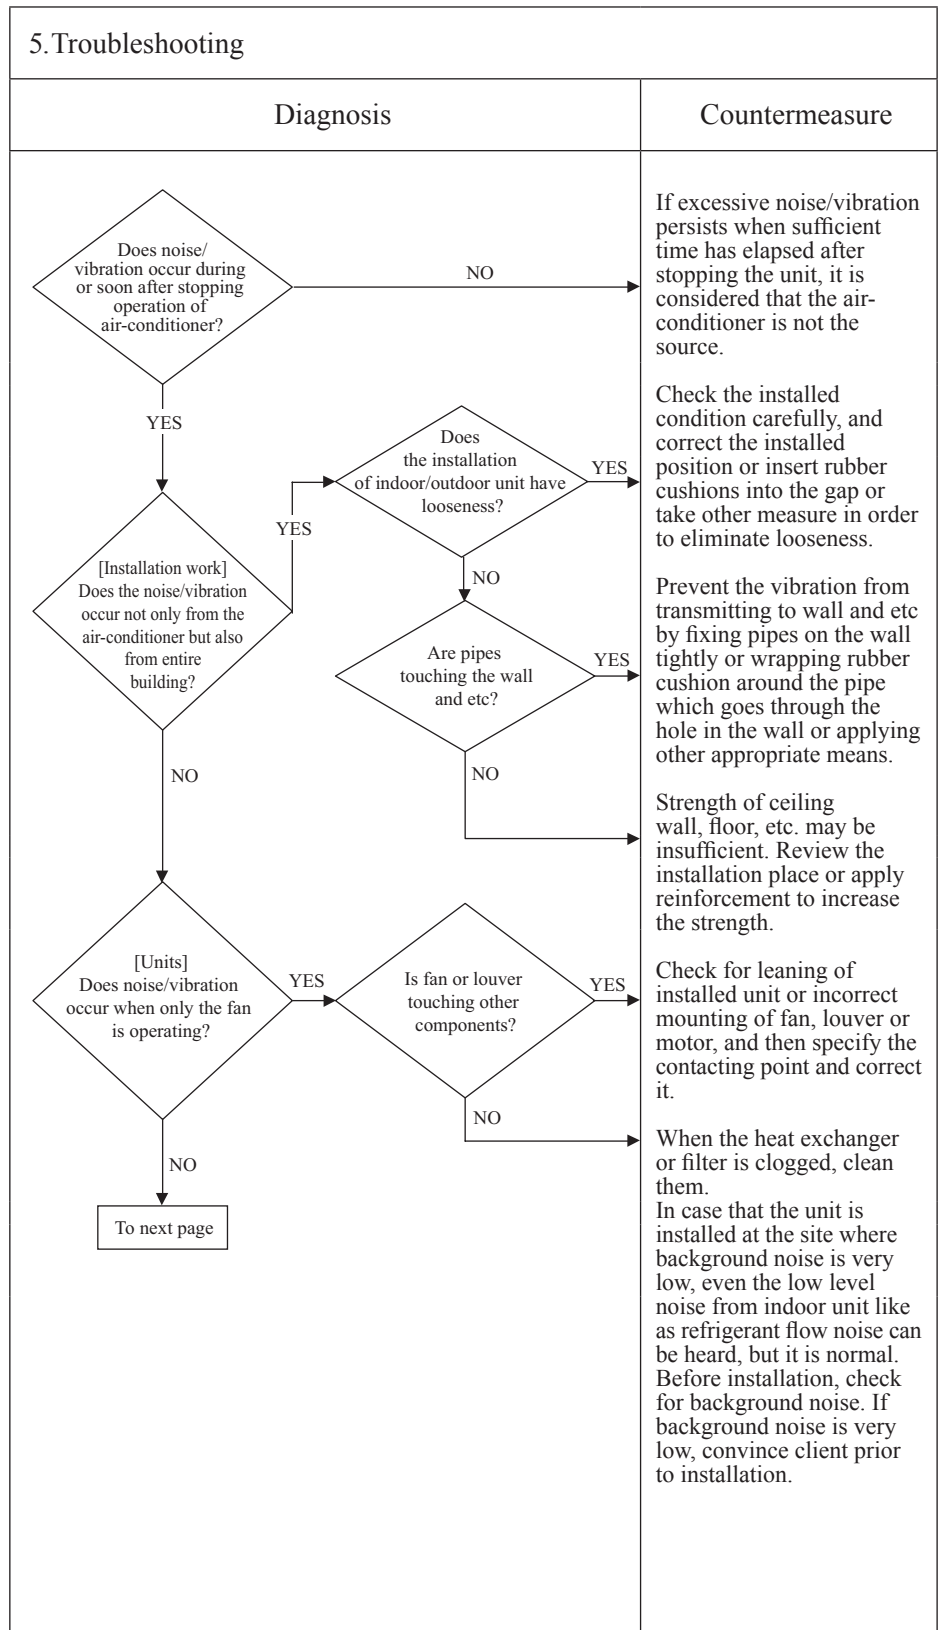 5.Troubleshooting
Diagnosis
Countermeasure
Does noise/
vibration occur during
or soon after stopping
operation of
air-conditioner?
NO
If excessive noise/vibration
persists when sufficient
time has elapsed after
stopping the unit, it is
considered that the air-
conditioner is not the
source.
YES
[Installation work]
Does the noise/vibration
occur not only from the
air-conditioner but also
from entire
building?
YES
Does
the installation
of indoor/outdoor unit have
looseness?
YES
Check the installed
condition carefully, and
correct the installed
position or insert rubber
cushions into the gap or
take other measure in order
to eliminate looseness.
NO
Are pipes
touching the wall
and etc?
YES
Prevent the vibration from
transmitting to wall and etc
by fixing pipes on the wall
tightly or wrapping rubber
cushion around the pipe
which goes through the
hole in the wall or applying
other appropriate means.
NO
Strength of ceiling
wall, floor, etc. may be
insufficient. Review the
installation place or apply
reinforcement to increase
the strength.
NO
[Units]
Does noise/vibration
occur when only the fan
is operating?
YES
Is fan or louver
touching other
components?
YES
Check for leaning of
installed unit or incorrect
mounting of fan, louver or
motor, and then specify the
contacting point and correct
it.
NO
When the heat exchanger
or filter is clogged, clean
them.
In case that the unit is
installed at the site where
background noise is very
low, even the low level
noise from indoor unit like
as refrigerant flow noise can
be heard, but it is normal.
Before installation, check
for background noise. If
background noise is very
low, convince client prior
to installation.
NO
To next page